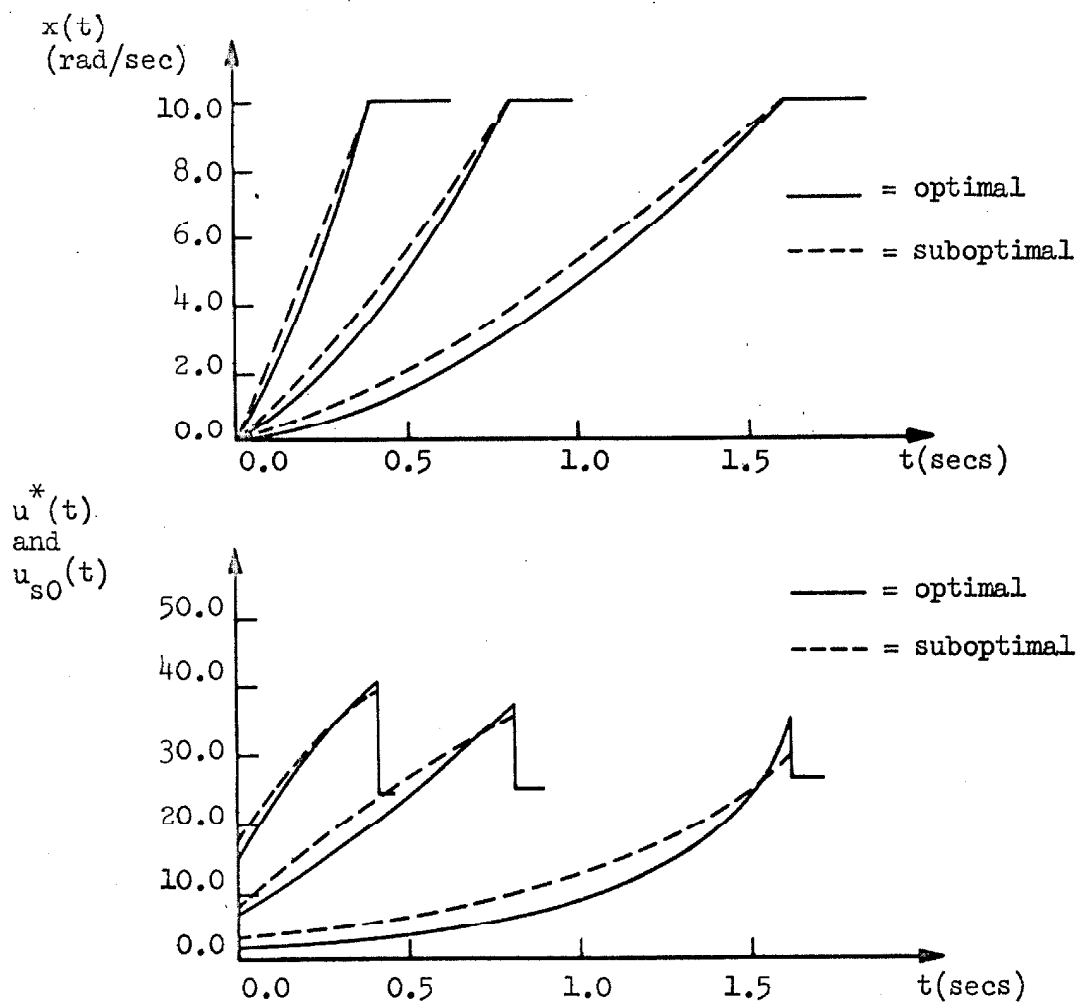 x(t)
(rad/sec)
10.0
8.0
6.0
4.0
2.0
0.0
0.0 0.5 1.0 1.5 t(secs)
= optimal
= suboptimal
u*(t)
and
u_s0(t)
50.0
40.0
30.0
20.0
10.0
0.0
0.0 0.5 1.0 1.5 t(secs)
= optimal
= suboptimal